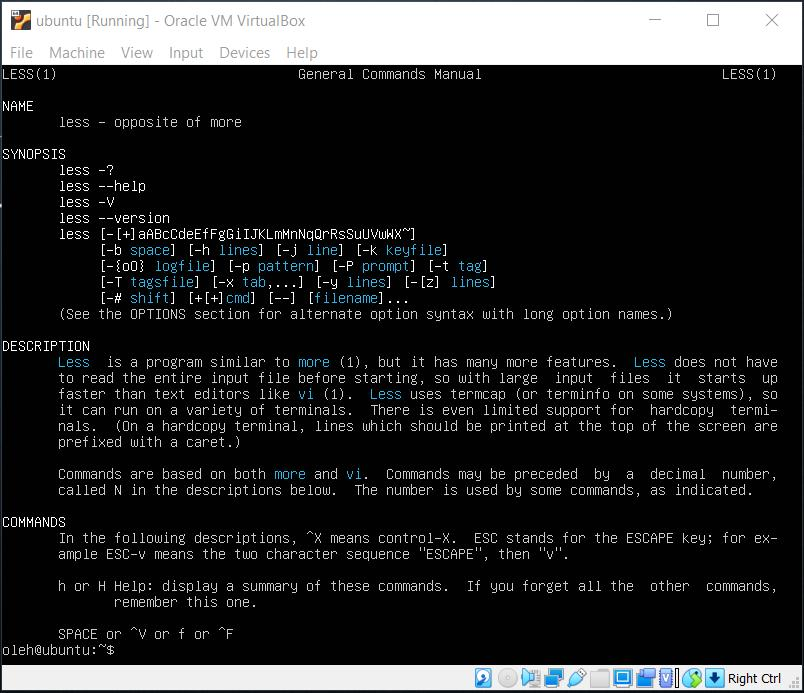 ubuntu [Running] - Oracle VM VirtualBox
File Machine View Input Devices Help
LESS(1) General Commands Manual LESS(1)
NAME
less - opposite of more
SYNOPSIS
less -?
less --help
less -V
less --version
less [-[+]aABcCdeEfFgGiIJKLmMnNqQrRsSuUVwWX~]
[-b space] [-h lines] [-j line] [-k keyfile]
[-{oO} logfile] [-p pattern] [-P prompt] [-t tag]
[-T tagsfile] [-x tab,...] [-y lines] [-[z] lines]
[-# shift] [+[+]cmd] [--] [filename]...
(See the OPTIONS section for alternate option syntax with long option names.)
DESCRIPTION
Less is a program similar to more (1), but it has many more features. Less does not have
to read the entire input file before starting, so with large input files it starts up
faster than text editors like vi (1). Less uses termcap (or terminfo on some systems), so
it can run on a variety of terminals. There is even limited support for hardcopy termi-
nals. (On a hardcopy terminal, lines which should be printed at the top of the screen are
prefixed with a caret.)
Commands are based on both more and vi. Commands may be preceded by a decimal number,
called N in the descriptions below. The number is used by some commands, as indicated.
COMMANDS
In the following descriptions, ^X means control-X. ESC stands for the ESCAPE key; for ex-
ample ESC-v means the two character sequence "ESCAPE", then "v".
h or H Help: display a summary of these commands. If you forget all the other commands,
remember this one.
SPACE or ^V or f or ^F
oleh@ubuntu:~$
Right Ctrl